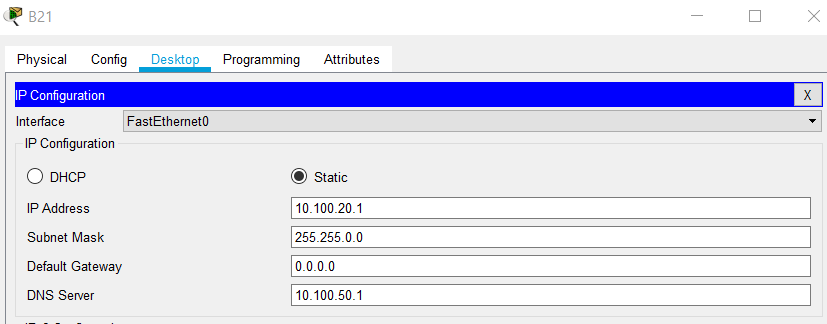 B21
Physical Config Desktop Programming Attributes
IP Configuration X
Interface FastEthernet0
IP Configuration
DHCP Static
IP Address 10.100.20.1
Subnet Mask 255.255.0.0
Default Gateway 0.0.0.0
DNS Server 10.100.50.1